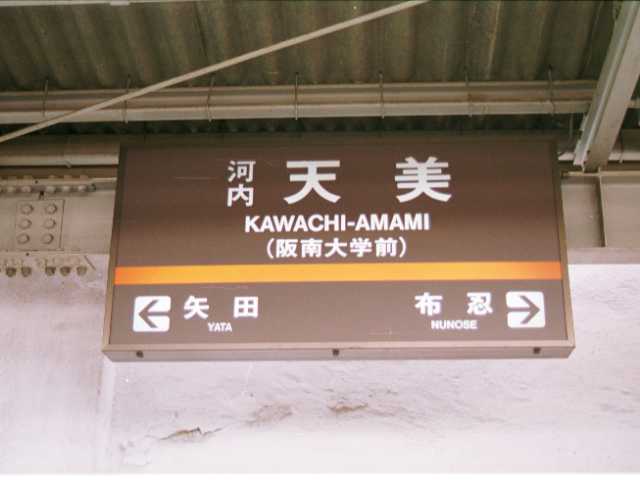 河内 天美
KAWACHI-AMAMI
(阪南大学前)
← 矢田 布忍 →
YATA NUNOSE